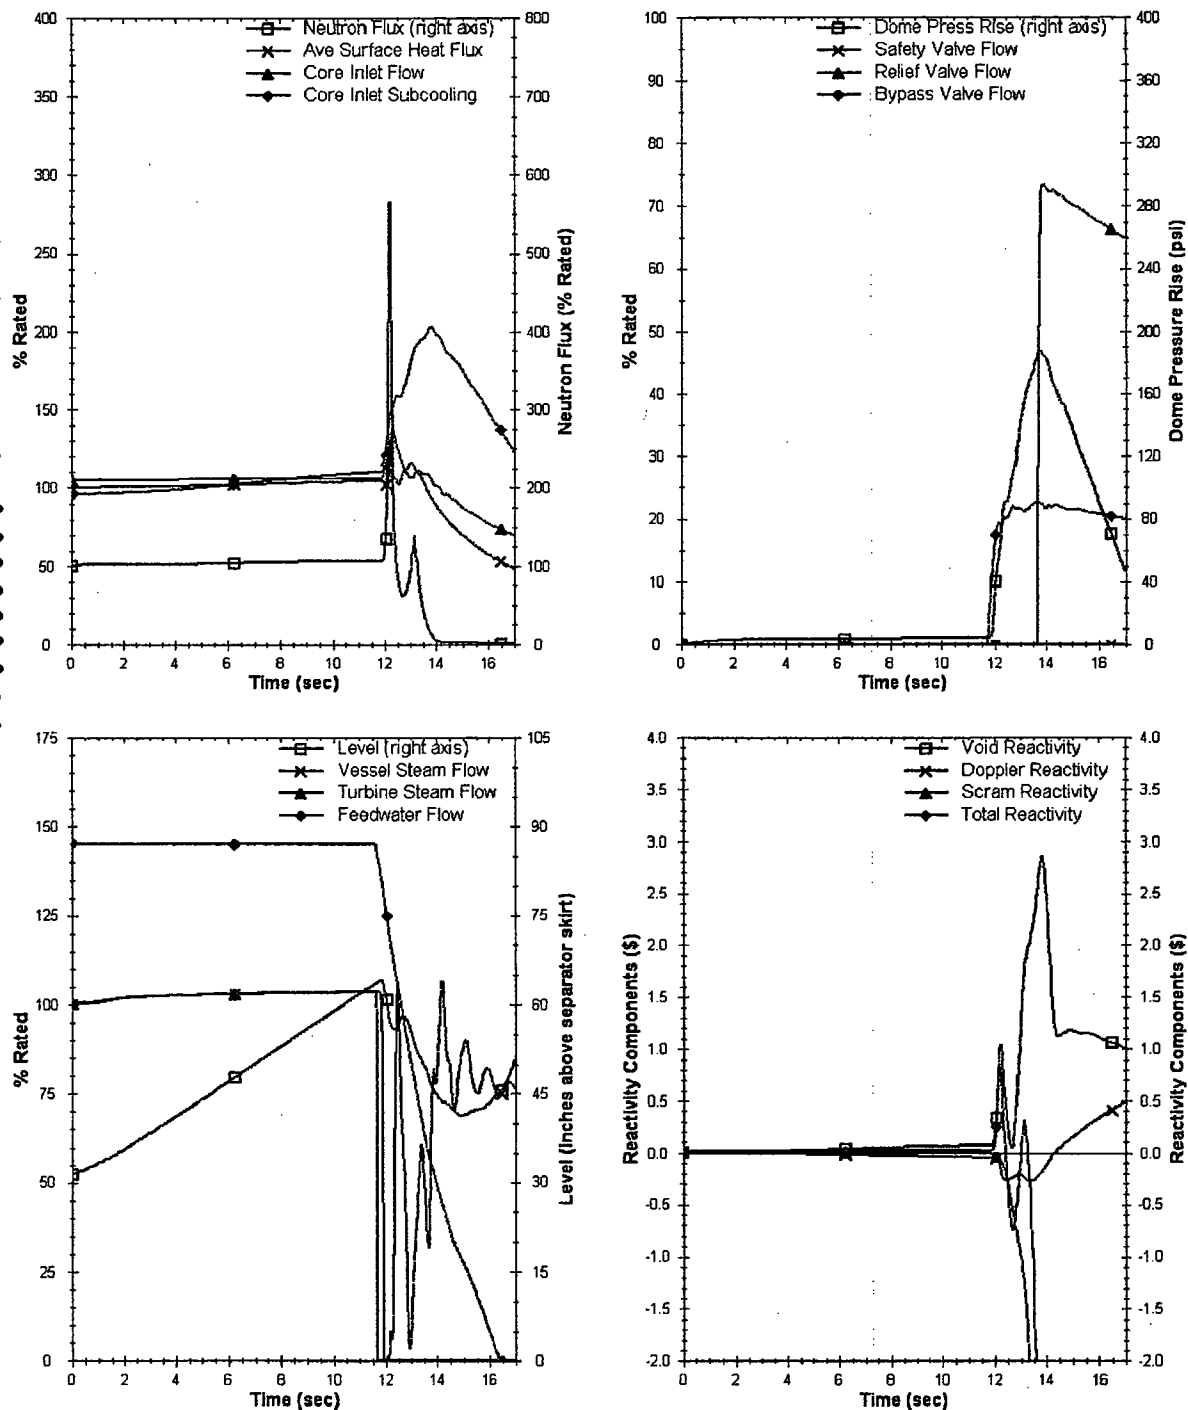 Neutron Flux (right axis)
Ave Surface Heat Flux
Core Inlet Flow
Core Inlet Subcooling
400
350
300
250
200
150
100
50
0
800
700
600
500
400
300
200
100
0
% Rated
Neutron Flux (% Rated)
0 2 4 6 8 10 12 14 16
Time (sec)
Dome Press Rise (right axis)
Safety Valve Flow
Relief Valve Flow
Bypass Valve Flow
100
90
80
70
60
50
40
30
20
10
0
400
360
320
280
240
200
160
120
80
40
0
% Rated
Dome Pressure Rise (psi)
0 2 4 6 8 10 12 14 16
Time (sec)
Level (right axis)
Vessel Steam Flow
Turbine Steam Flow
Feedwater Flow
175
150
125
100
75
50
25
0
105
90
75
60
45
30
15
0
% Rated
Level (inches above separator skirt)
0 2 4 6 8 10 12 14 16
Time (sec)
Void Reactivity
Doppler Reactivity
Scram Reactivity
Total Reactivity
4.0
3.5
3.0
2.5
2.0
1.5
1.0
0.5
0.0
-0.5
-1.0
-1.5
-2.0
4.0
3.5
3.0
2.5
2.0
1.5
1.0
0.5
0.0
-0.5
-1.0
-1.5
-2.0
Reactivity Components ($)
Reactivity Components ($)
0 2 4 6 8 10 12 14 16
Time (sec)